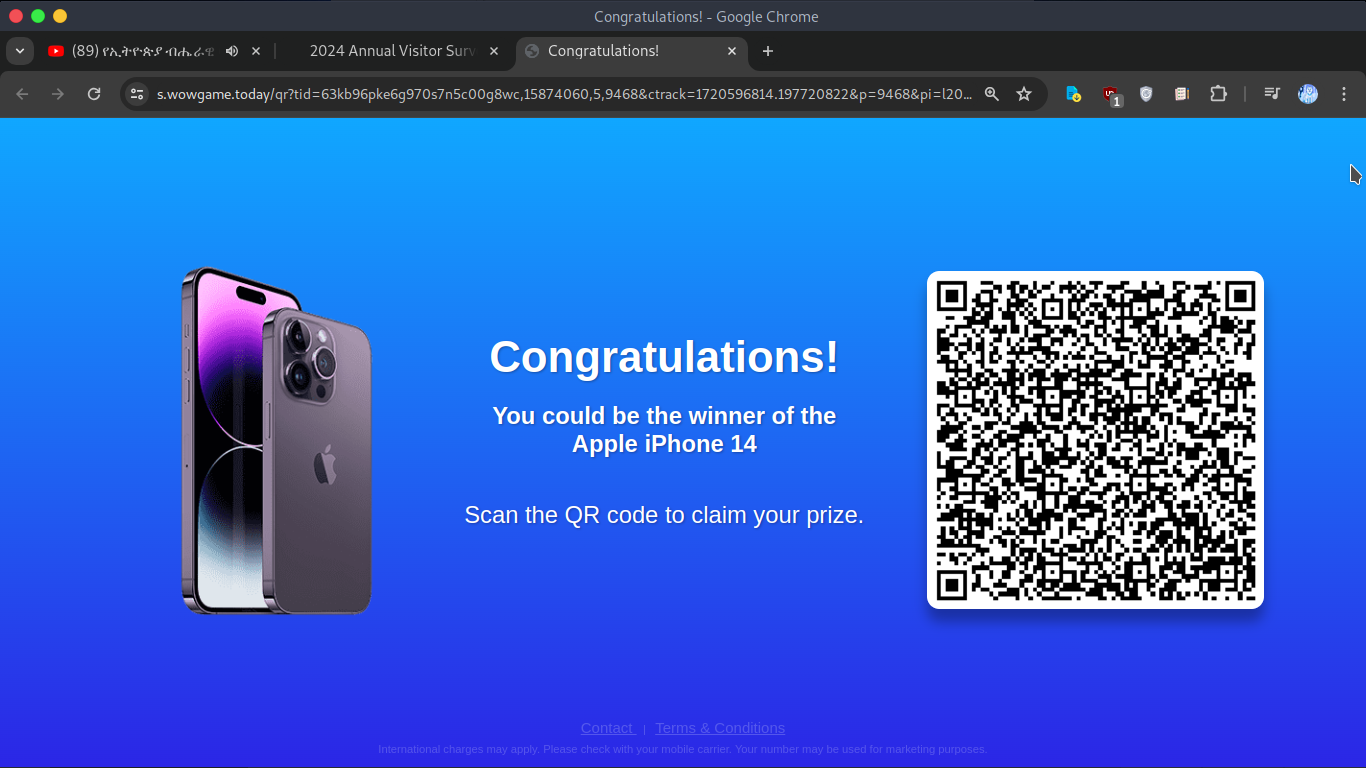 Congratulations! - Google Chrome
(89) የኢትዮጵያ ብሔራዊ
2024 Annual Visitor Surv
Congratulations!
s.wowgame.today/qr?tid=63kb96pke6g970s7n5c00g8wc,15874060,5,9468&ctrack=1720596814.197720822&p=9468&pi=l20...
1
Congratulations!
You could be the winner of the
Apple iPhone 14
Scan the QR code to claim your prize.
Contact | Terms & Conditions
International charges may apply. Please check with your mobile carrier. Your number may be used for marketing purposes.